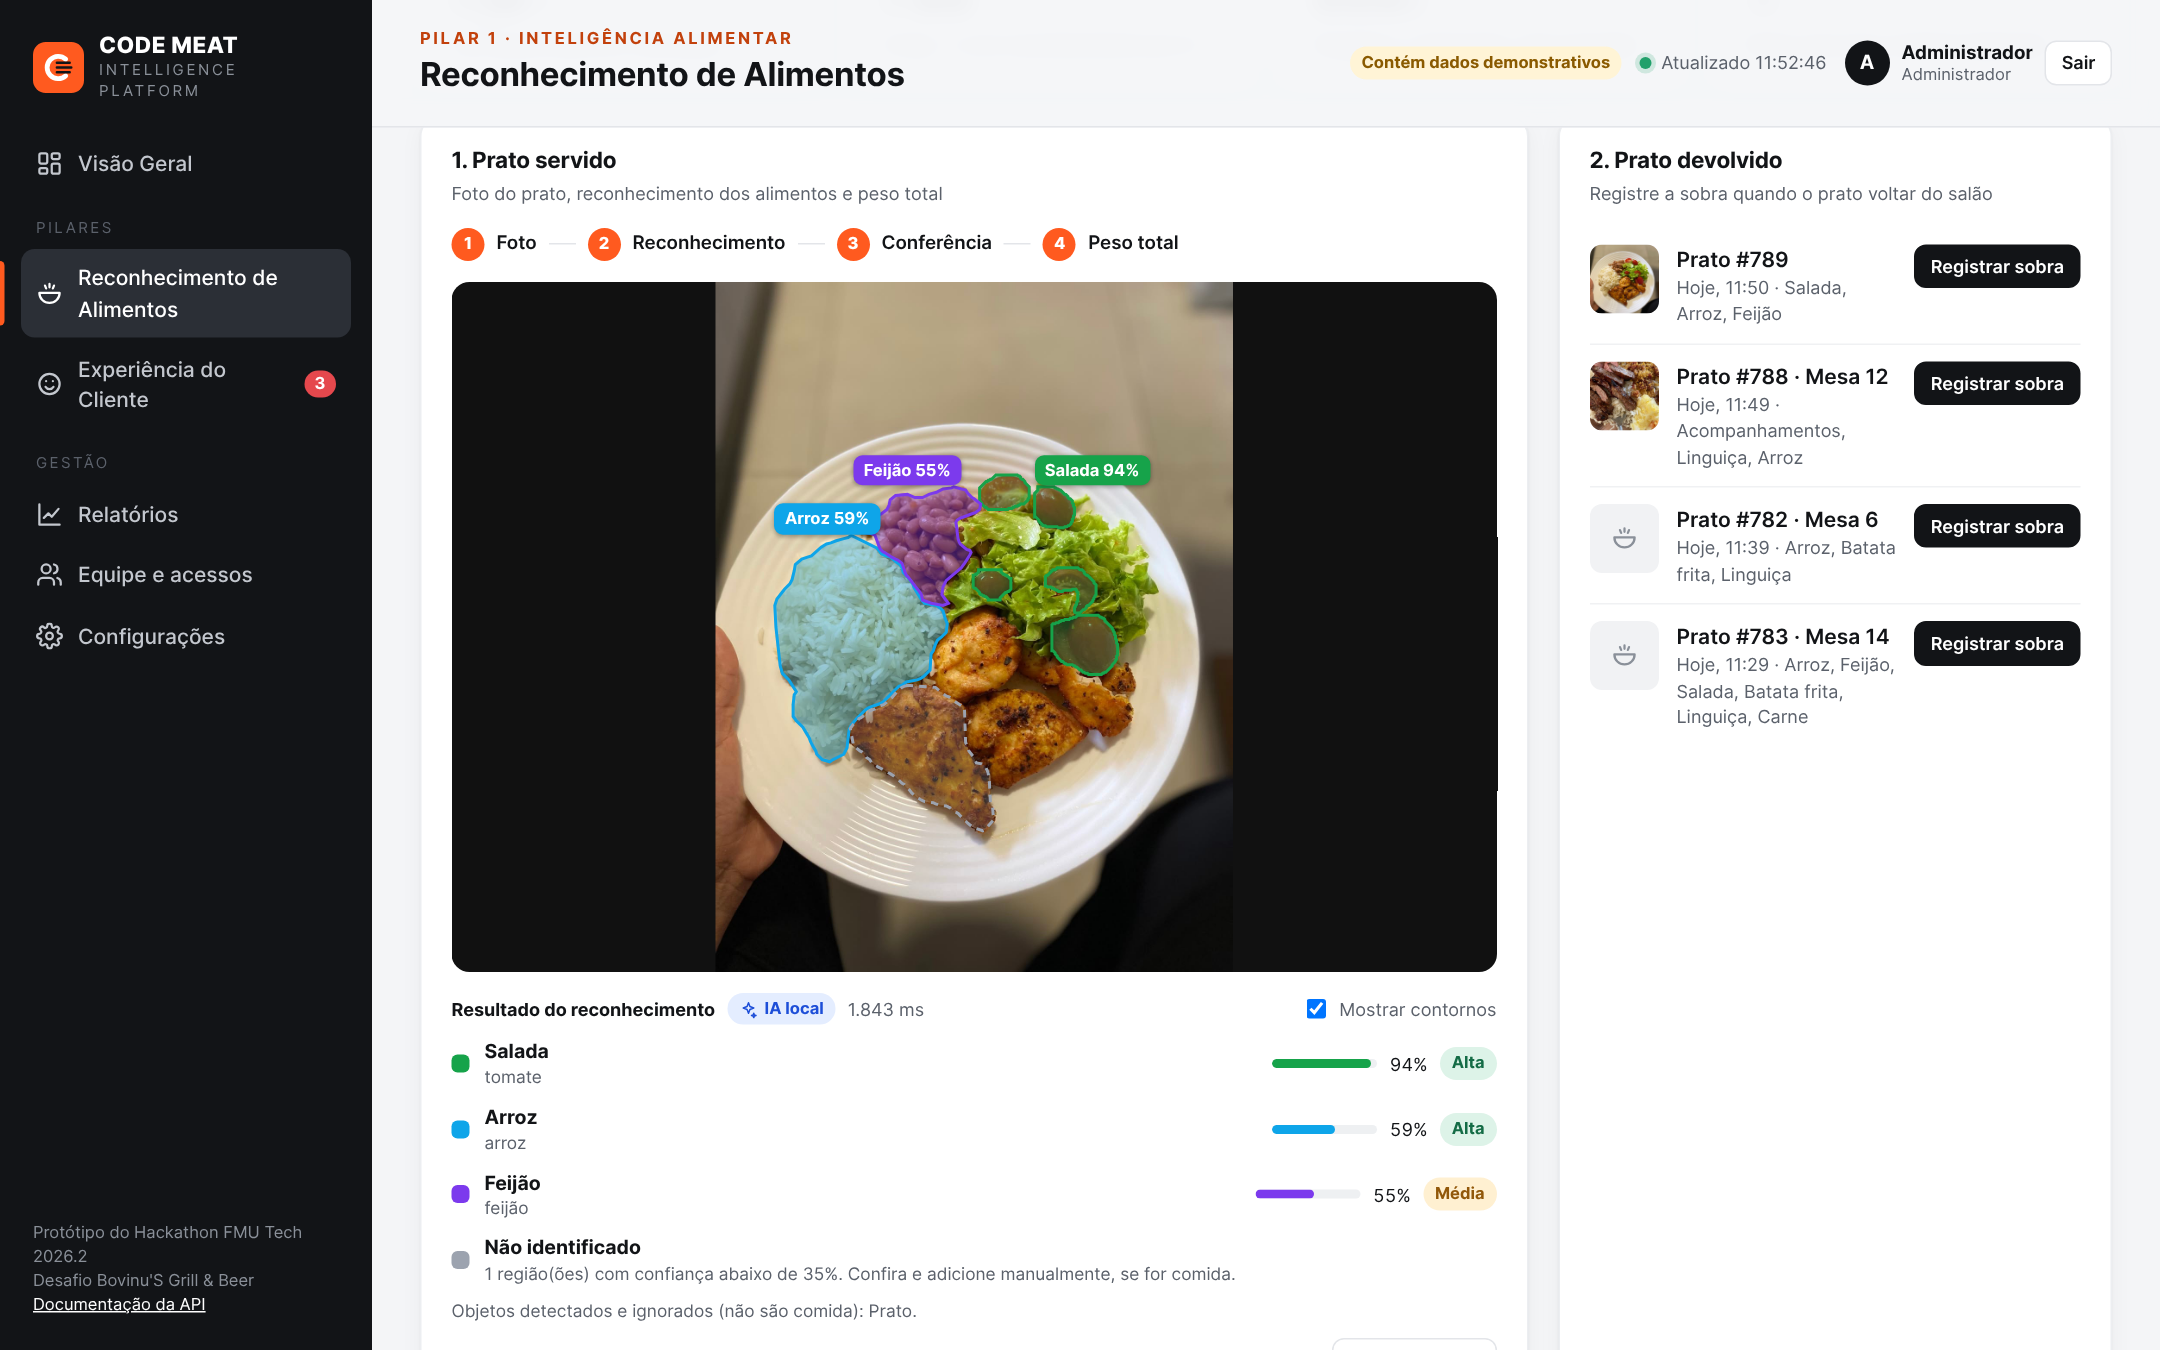 CODE MEAT
INTELLIGENCE
PLATFORM
Visão Geral
PILARES
Reconhecimento de
Alimentos
Experiência do
Cliente
3
GESTÃO
Relatórios
Equipe e acessos
Configurações
Protótipo do Hackathon FMU Tech
2026.2
Desafio Bovinu'S Grill & Beer
Documentação da API
PILAR 1 · INTELIGÊNCIA ALIMENTAR
Reconhecimento de Alimentos
Contém dados demonstrativos
Atualizado 11:52:46
A
Administrador
Administrador
Sair
1. Prato servido
Foto do prato, reconhecimento dos alimentos e peso total
1 Foto
2 Reconhecimento
3 Conferência
4 Peso total
Feijão 55%
Salada 94%
Arroz 59%
Resultado do reconhecimento
IA local
1.843 ms
Mostrar contornos
Salada
tomate
94%
Alta
Arroz
arroz
59%
Alta
Feijão
feijão
55%
Média
Não identificado
1 região(ões) com confiança abaixo de 35%. Confira e adicione manualmente, se for comida.
Objetos detectados e ignorados (não são comida): Prato.
2. Prato devolvido
Registre a sobra quando o prato voltar do salão
Prato #789
Hoje, 11:50 · Salada,
Arroz, Feijão
Registrar sobra
Prato #788 · Mesa 12
Hoje, 11:49 ·
Acompanhamentos,
Linguiça, Arroz
Registrar sobra
Prato #782 · Mesa 6
Hoje, 11:39 · Arroz, Batata
frita, Linguiça
Registrar sobra
Prato #783 · Mesa 14
Hoje, 11:29 · Arroz, Feijão,
Salada, Batata frita,
Linguiça, Carne
Registrar sobra